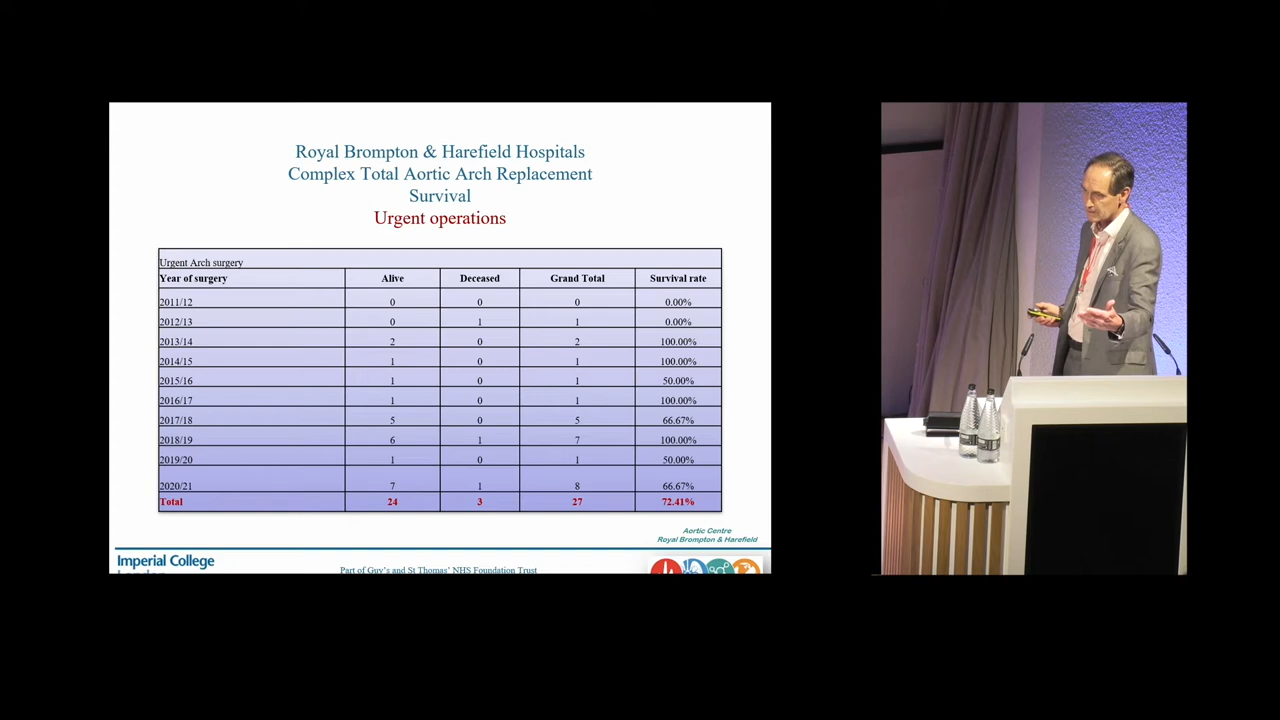 Royal Brompton & Harefield Hospitals
Complex Total Aortic Arch Replacement
Survival
Urgent operations
Urgent Arch surgery
Year of surgery Alive Deceased Grand Total Survival rate
2011/12 0 0 0 0.00%
2012/13 0 1 1 0.00%
2013/14 2 0 2 100.00%
2014/15 1 0 1 100.00%
2015/16 1 0 1 50.00%
2016/17 1 0 1 100.00%
2017/18 5 0 5 66.67%
2018/19 6 1 7 100.00%
2019/20 1 0 1 50.00%
2020/21 7 1 8 66.67%
Total 24 3 27 72.41%
Aortic Centre
Royal Brompton & Harefield
Imperial College
Part of Guy's and St Thomas' NHS Foundation Trust